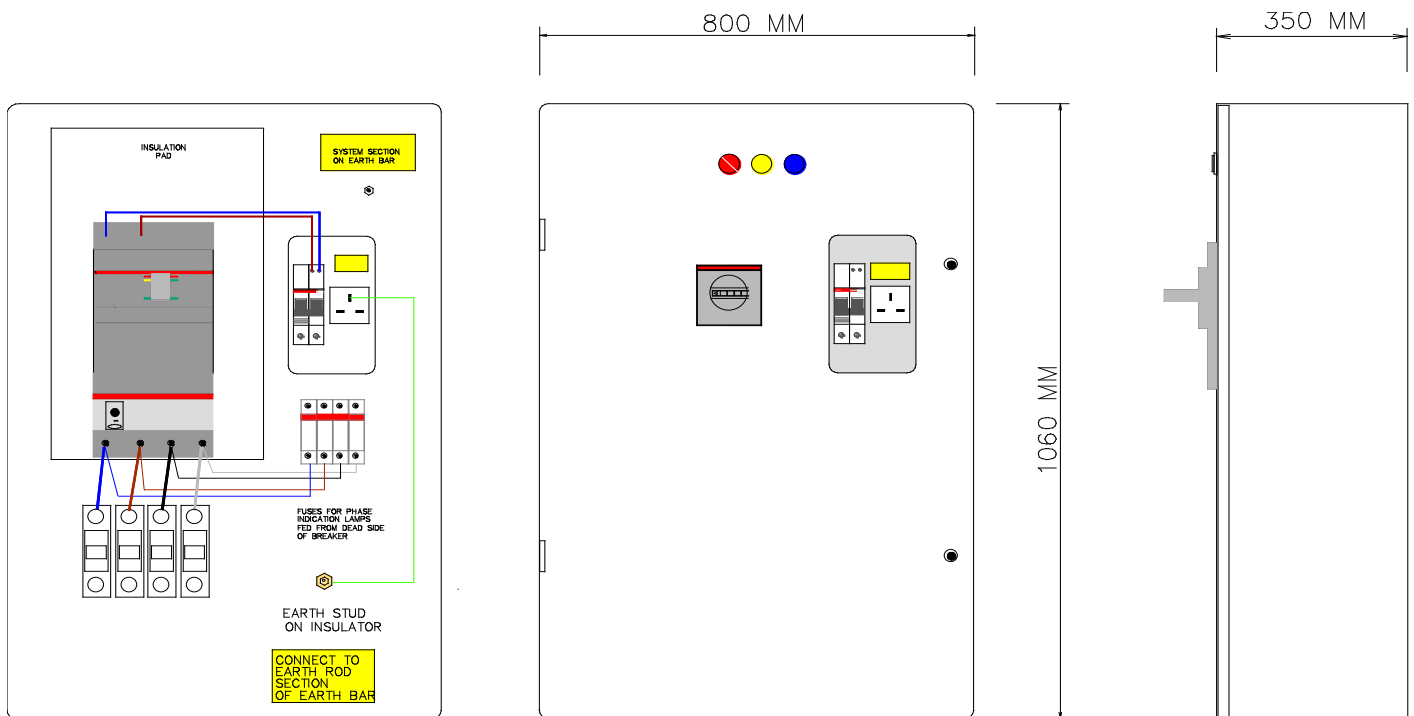 800 MM
350 MM
INSULATION
PAD
SYSTEM SECTION
ON EARTH BAR
1060 MM
FUSES FOR PHASE
INDICATION LAMPS
FED FROM DEAD SIDE
OF BREAKER
EARTH STUD
ON INSULATOR
CONNECT TO
EARTH ROD
SECTION
OF EARTH BAR